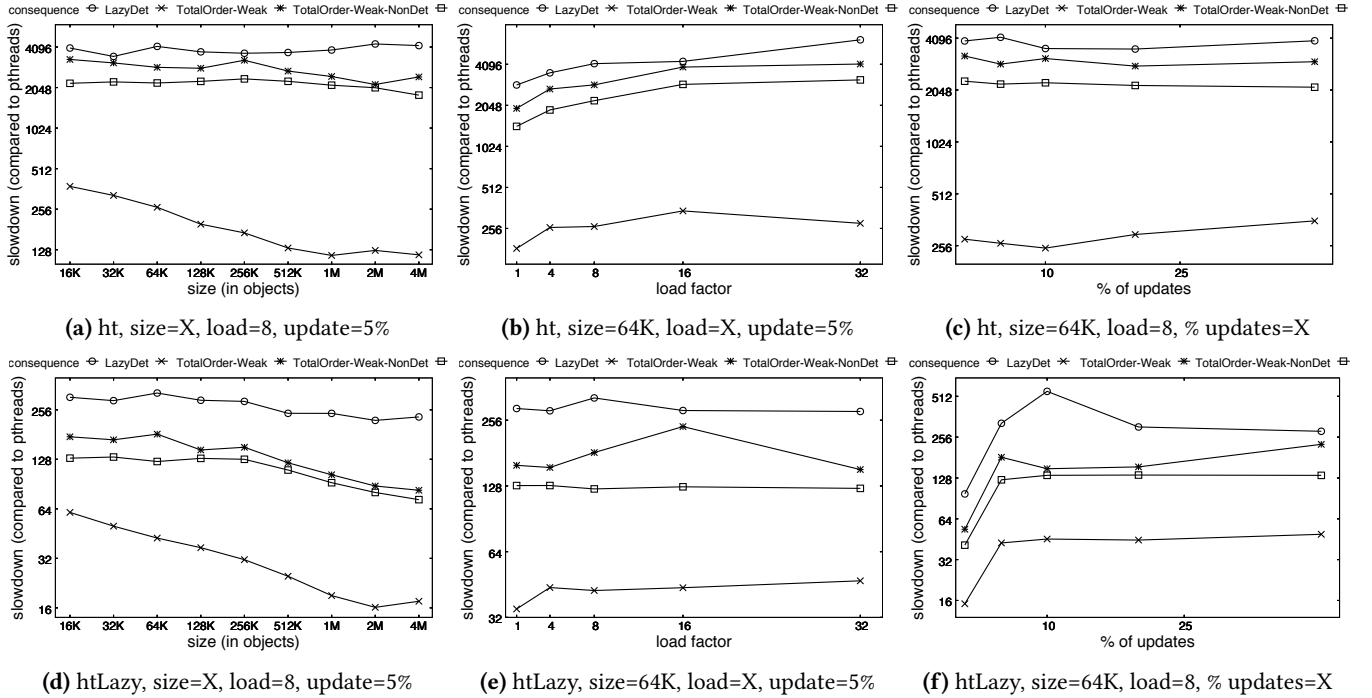 consequence LazyDet TotalOrder-Weak TotalOrder-Weak-NonDet
slowdown (compared to pthreads)
4096
2048
1024
512
256
128
16K 32K 64K 128K 256K 512K 1M 2M 4M
size (in objects)
(a) ht, size=X, load=8, update=5%
consequence LazyDet TotalOrder-Weak TotalOrder-Weak-NonDet
slowdown (compared to pthreads)
4096
2048
1024
512
256
1 4 8 16 32
load factor
(b) ht, size=64K, load=X, update=5%
consequence LazyDet TotalOrder-Weak TotalOrder-Weak-NonDet
slowdown (compared to pthreads)
4096
2048
1024
512
256
10 25
% of updates
(c) ht, size=64K, load=8, % updates=X
consequence LazyDet TotalOrder-Weak TotalOrder-Weak-NonDet
slowdown (compared to pthreads)
256
128
64
32
16
16K 32K 64K 128K 256K 512K 1M 2M 4M
size (in objects)
(d) htLazy, size=X, load=8, update=5%
consequence LazyDet TotalOrder-Weak TotalOrder-Weak-NonDet
slowdown (compared to pthreads)
256
128
64
32
1 4 8 16 32
load factor
(e) htLazy, size=64K, load=X, update=5%
consequence LazyDet TotalOrder-Weak TotalOrder-Weak-NonDet
slowdown (compared to pthreads)
512
256
128
64
32
16
10 25
% of updates
(f) htLazy, size=64K, load=8, % updates=X